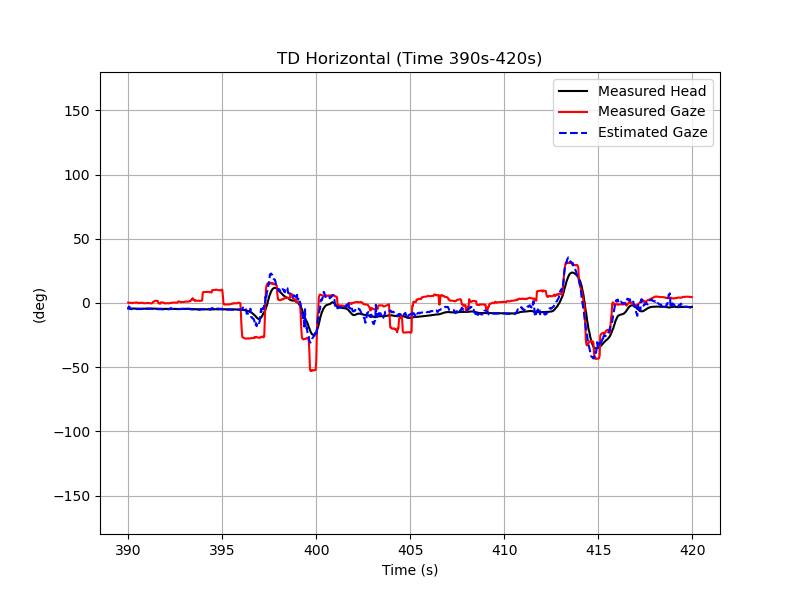 TD Horizontal (Time 390s-420s)
Measured Head
Measured Gaze
Estimated Gaze
150
100
50
0
−50
−100
−150
(deg)
390 395 400 405 410 415 420
Time (s)